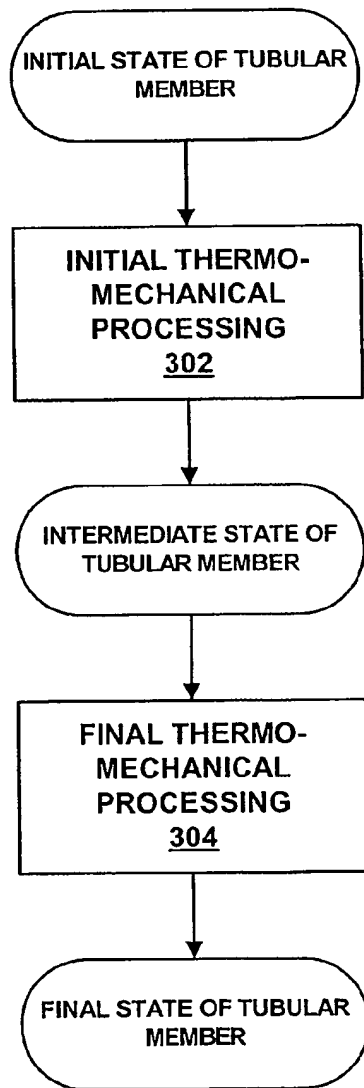 INITIAL STATE OF TUBULAR
MEMBER
INITIAL THERMO-
MECHANICAL
PROCESSING
302
INTERMEDIATE STATE OF
TUBULAR MEMBER
FINAL THERMO-
MECHANICAL
PROCESSING
304
FINAL STATE OF TUBULAR
MEMBER